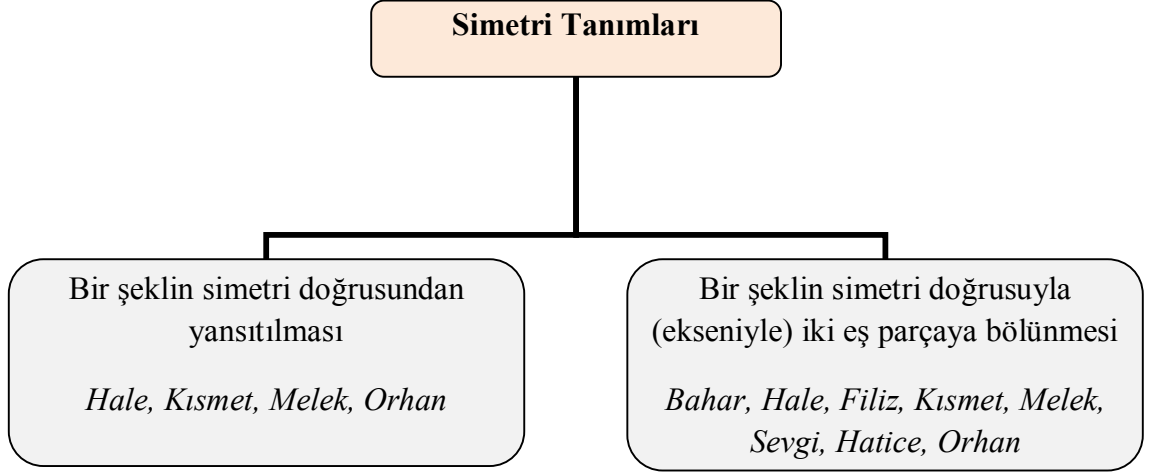 Simetri Tanımları
Bir şeklin simetri doğrusundan
yansıtılması
Hale, Kısmet, Melek, Orhan
Bir şeklin simetri doğrusuyla
(ekseniyle) iki eş parçaya bölünmesi
Bahar, Hale, Filiz, Kısmet, Melek,
Sevgi, Hatice, Orhan